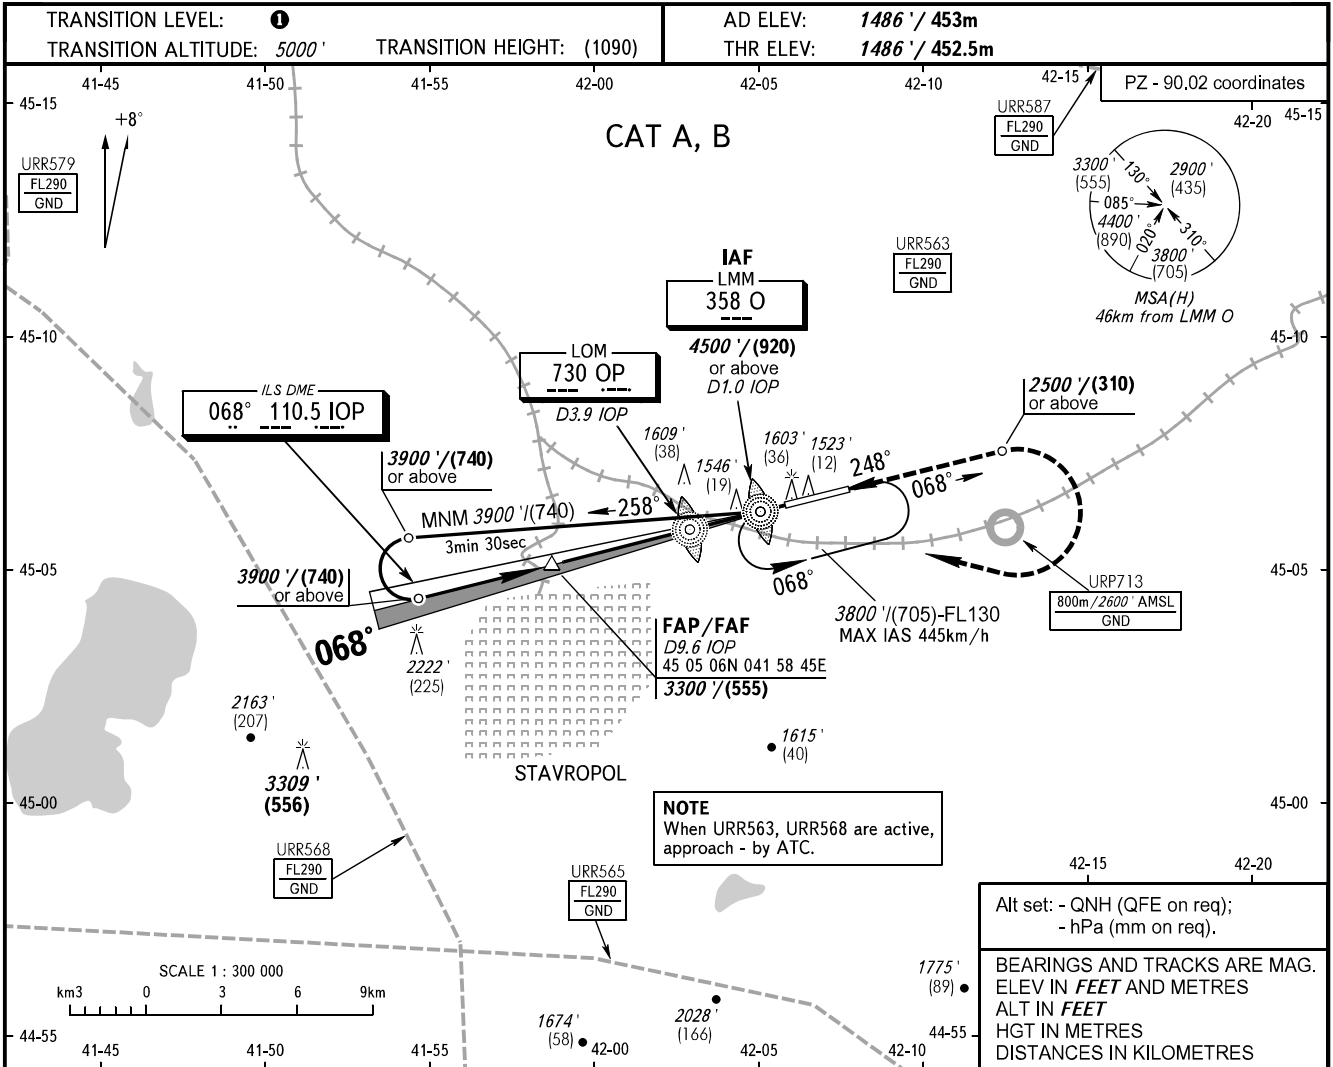 TRANSITION LEVEL: 1
TRANSITION ALTITUDE: 5000 ' TRANSITION HEIGHT: (1090)
AD ELEV: 1486 '/ 453m
THR ELEV: 1486 '/ 452.5m
41-45 41-50 41-55 42-00 42-05 42-10 42-15
PZ - 90.02 coordinates
45-15
42-20 45-15
+8°
CAT A, B
URR587
FL290
GND
URR579
FL290
GND
3300 '
(555)
130°
2900 '
(435)
085°
4400 '
(890)
020°
310°
3800 '
(705)
MSA(H)
46km from LMM O
URR563
FL290
GND
IAF
LMM
358 O
4500 '/(920)
or above
D1.0 IOP
45-10
45-10
LOM
730 OP
D3.9 IOP
ILS DME
068° 110.5 IOP
2500 '/(310)
or above
3900 '/(740)
or above
1609 '
(38)
1546 '
(19)
1603 '
(36)
1523 '
(12)
248°
068°
MNM 3900 '/(740)
258°
3min 30sec
45-05
45-05
3900 '/(740)
or above
068°
068°
URP713
800m/2600 ' AMSL
GND
3800 '/(705)-FL130
MAX IAS 445km/h
FAP/FAF
D9.6 IOP
45 05 06N 041 58 45E
3300 '/(555)
2222 '
(225)
2163 '
(207)
3309 '
(556)
1615 '
(40)
STAVROPOL
45-00
45-00
NOTE
When URR563, URR568 are active,
approach - by ATC.
URR568
FL290
GND
URR565
FL290
GND
42-15 42-20
Alt set: - QNH (QFE on req);
- hPa (mm on req).
BEARINGS AND TRACKS ARE MAG.
ELEV IN FEET AND METRES
ALT IN FEET
HGT IN METRES
DISTANCES IN KILOMETRES
SCALE 1 : 300 000
km3 0 3 6 9km
1775 '
(89)
1674 '
(58)
2028 '
(166)
44-55
44-55
41-45 41-50 41-55 42-00 42-05 42-10